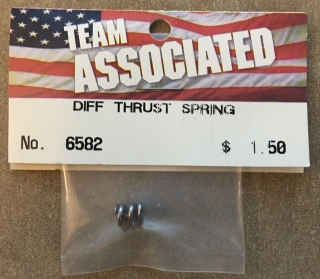 TEAM
ASSOCIATED
DIFF THRUST SPRING
No. 6582 $ 1.50